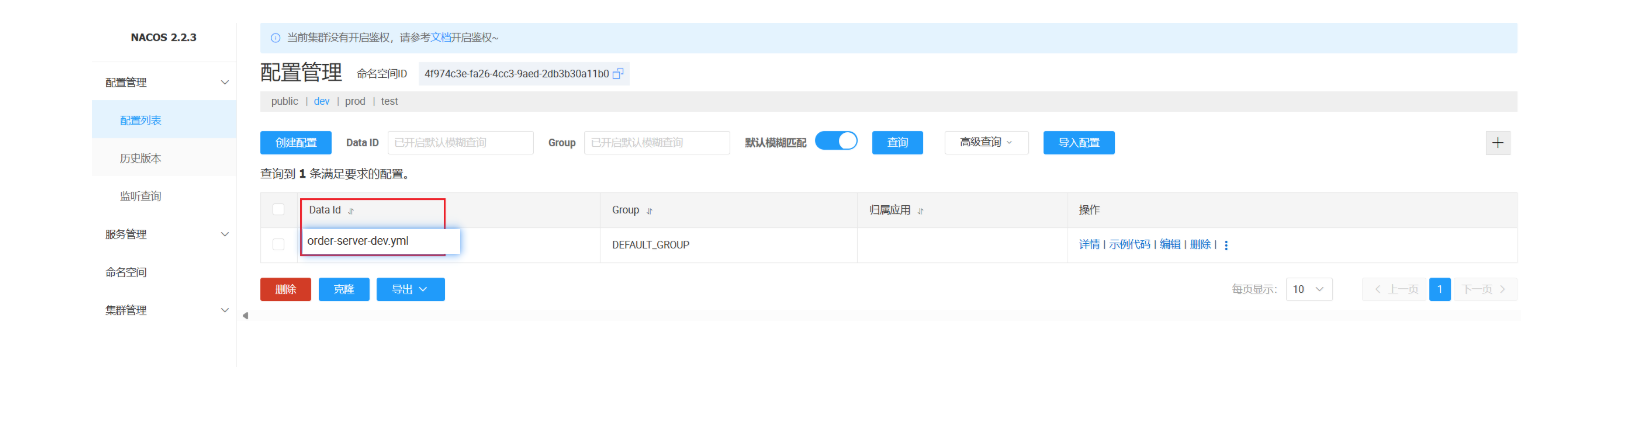 NACOS 2.2.3
当前集群没有开启鉴权，请参考文档开启鉴权~
配置管理
配置管理 命名空间ID 4f974c3e-fa26-4cc3-9aed-2db3b30a11b0
public | dev | prod | test
配置列表
创建配置 Data ID 已开启默认模糊查询 Group 已开启默认模糊查询 默认模糊匹配 查询 高级查询 导入配置
历史版本
查询到 1 条满足要求的配置。
监听查询
Data Id Group 归属应用 操作
服务管理
order-server-dev.yml DEFAULT_GROUP 详情 | 示例代码 | 编辑 | 删除 |
命名空间
删除 克隆 导出 每页显示: 10 上一页 1 下一页
集群管理